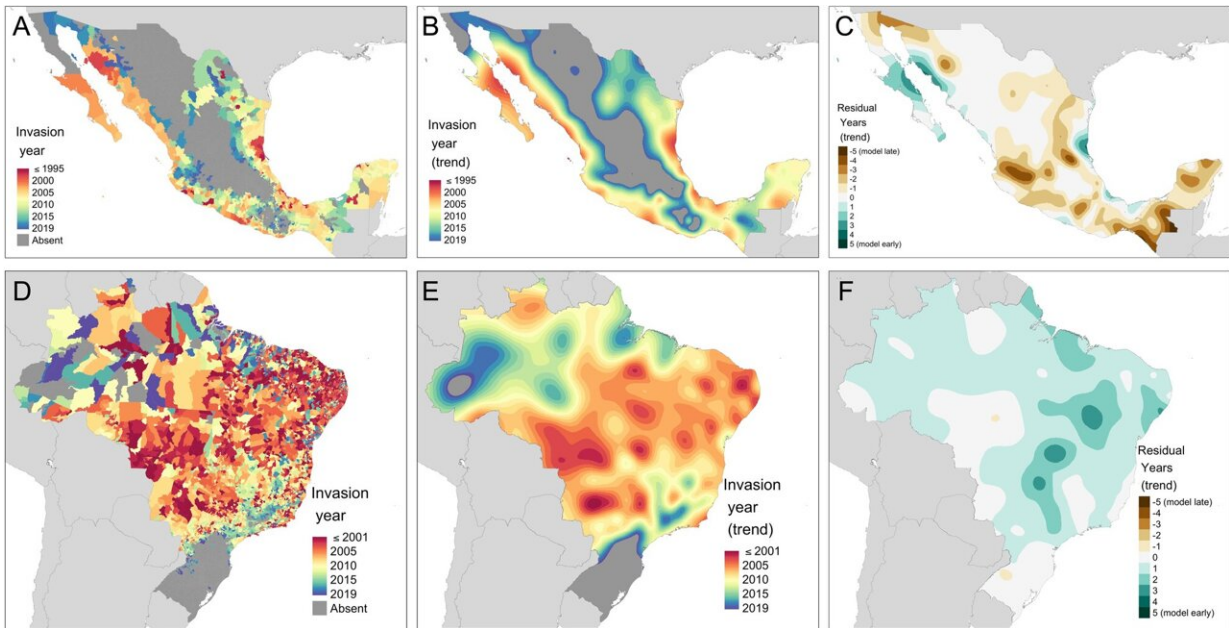 A
Invasion
year
≤ 1995
2000
2005
2010
2015
2019
Absent
B
Invasion
year
(trend)
≤ 1995
2000
2005
2010
2015
2019
C
Residual
Years
(trend)
-5 (model late)
-4
-3
-2
-1
0
1
2
3
4
5 (model early)
D
Invasion
year
≤ 2001
2005
2010
2015
2019
Absent
E
Invasion
year
(trend)
≤ 2001
2005
2010
2015
2019
F
Residual
Years
(trend)
-5 (model late)
-4
-3
-2
-1
0
1
2
3
4
5 (model early)